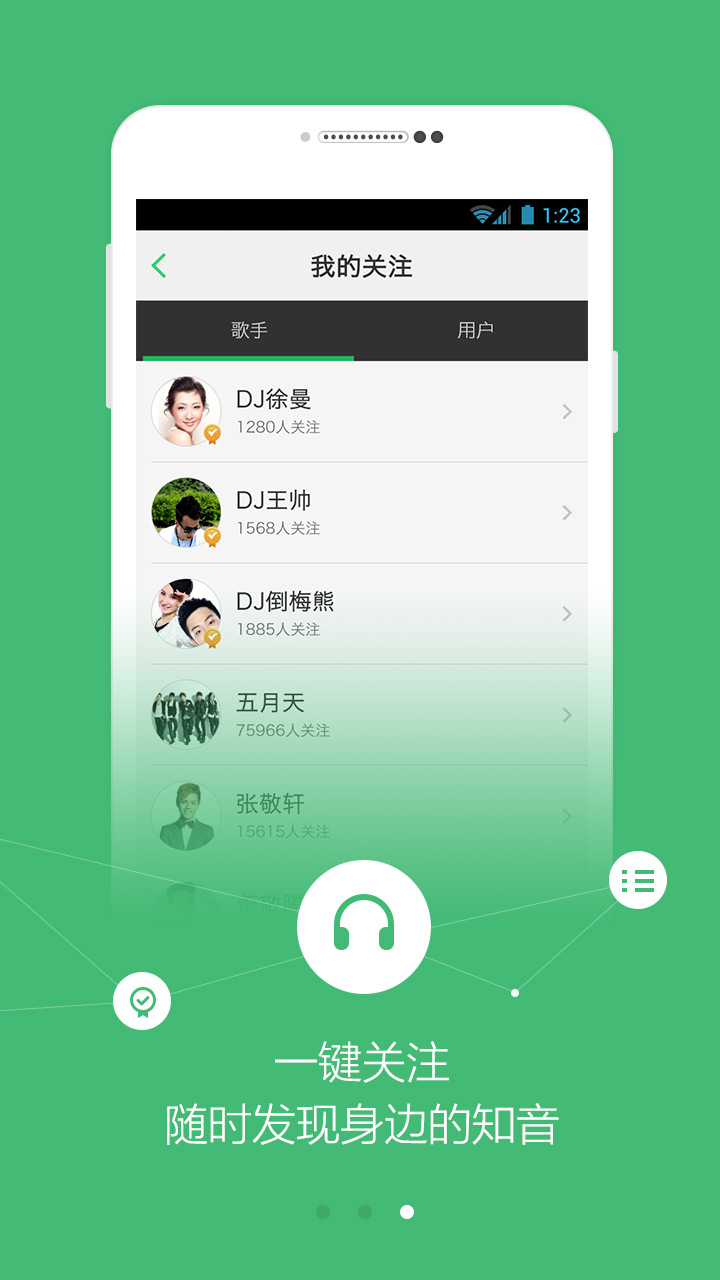 1:23
我的关注
歌手
用户
DJ徐曼
1280人关注
DJ王帅
1568人关注
DJ倒梅熊
1885人关注
五月天
75966人关注
张敬轩
15615人关注
一键关注
随时发现身边的知音